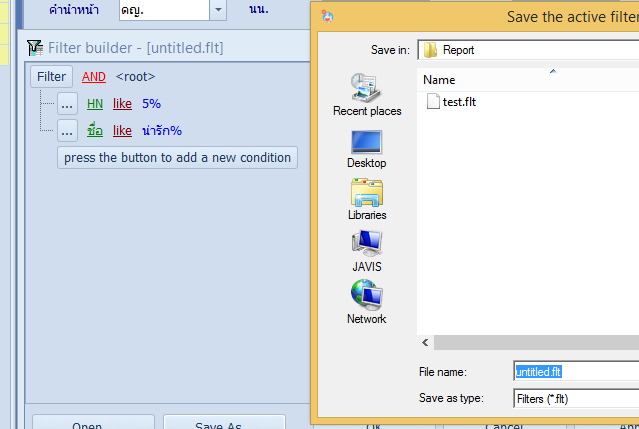 คำนำหน้า ดญ. นน.
Filter builder - [untitled.flt]
Filter AND <root>
... HN like 5%
... ชื่อ like น่ารัก%
press the button to add a new condition
Open
Save As
Save the active filter
Save in: Report
Name
test.flt
Recent places
Desktop
Libraries
JAVIS
Network
File name: untitled.flt
Save as type: Filters (*.flt)
OK
Cancel